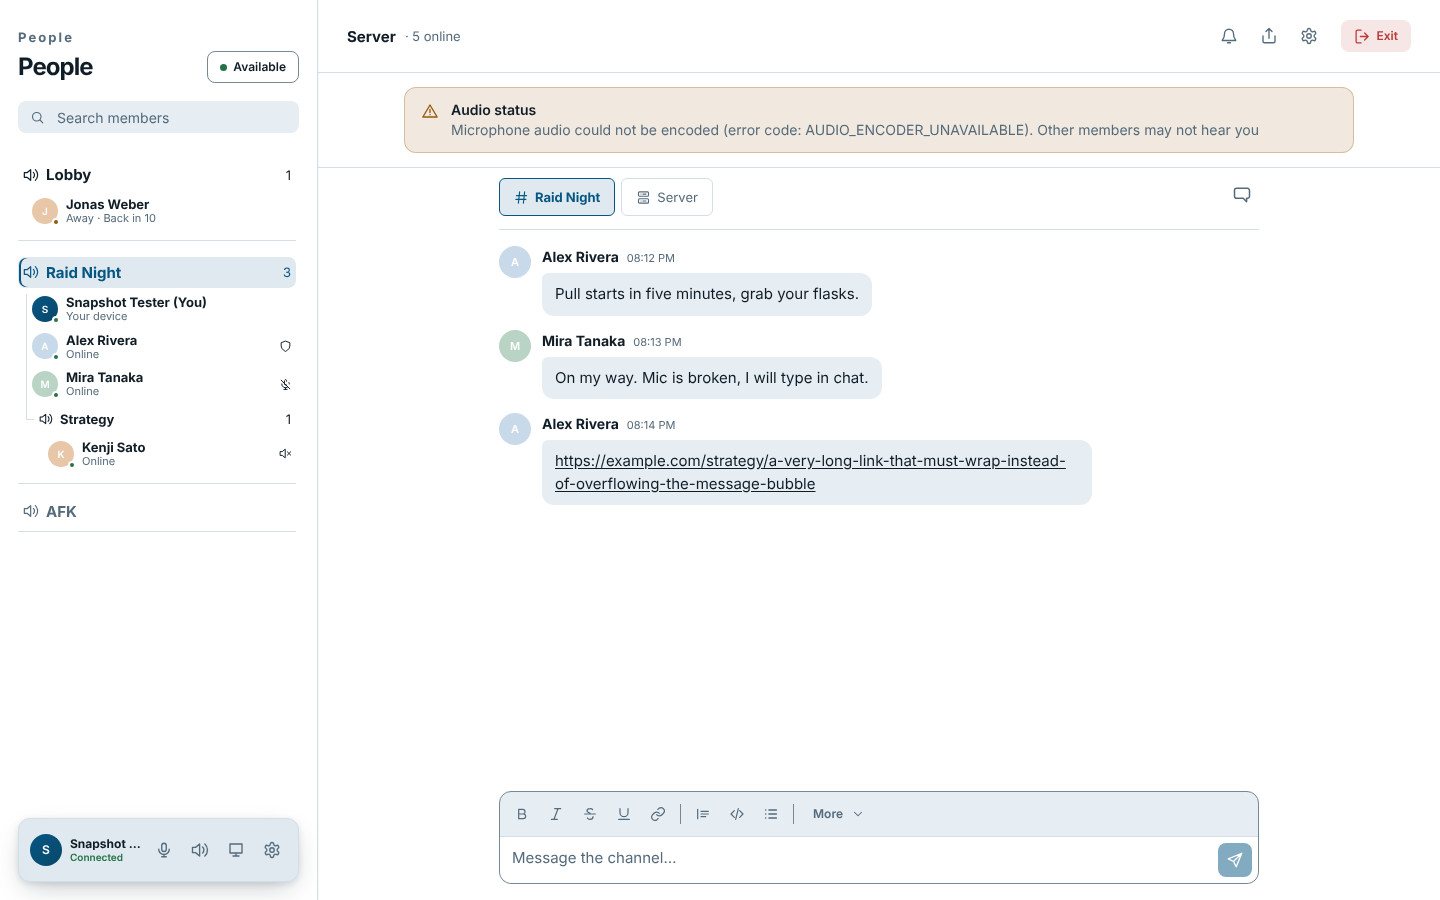 People
People
Available
Search members
Lobby 1
J
Jonas Weber
Away · Back in 10
Raid Night 3
S
Snapshot Tester (You)
Your device
A
Alex Rivera
Online
M
Mira Tanaka
Online
Strategy 1
K
Kenji Sato
Online
AFK
S
Snapshot ...
Connected
Server · 5 online
Exit
Audio status
Microphone audio could not be encoded (error code: AUDIO_ENCODER_UNAVAILABLE). Other members may not hear you
# Raid Night
Server
A
Alex Rivera 08:12 PM
Pull starts in five minutes, grab your flasks.
M
Mira Tanaka 08:13 PM
On my way. Mic is broken, I will type in chat.
A
Alex Rivera 08:14 PM
https://example.com/strategy/a-very-long-link-that-must-wrap-instead-
of-overflowing-the-message-bubble
B I S U More
Message the channel...